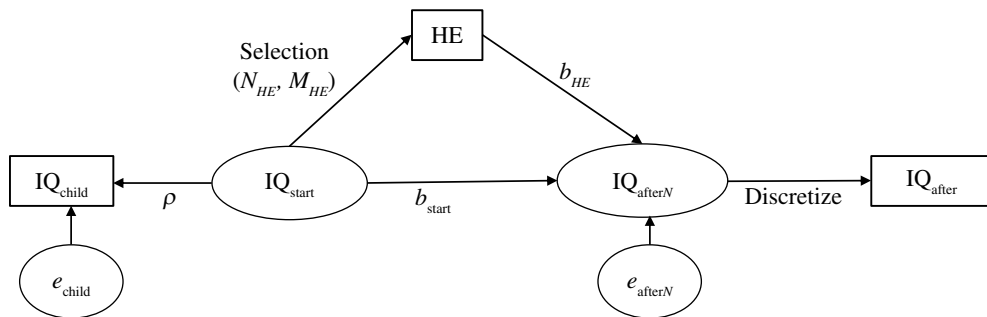 HE
Selection
(N_HE, M_HE)
b_HE
IQ_child
ρ
IQ_start
b_start
IQ_afterN
Discretize
IQ_after
e_child
e_afterN